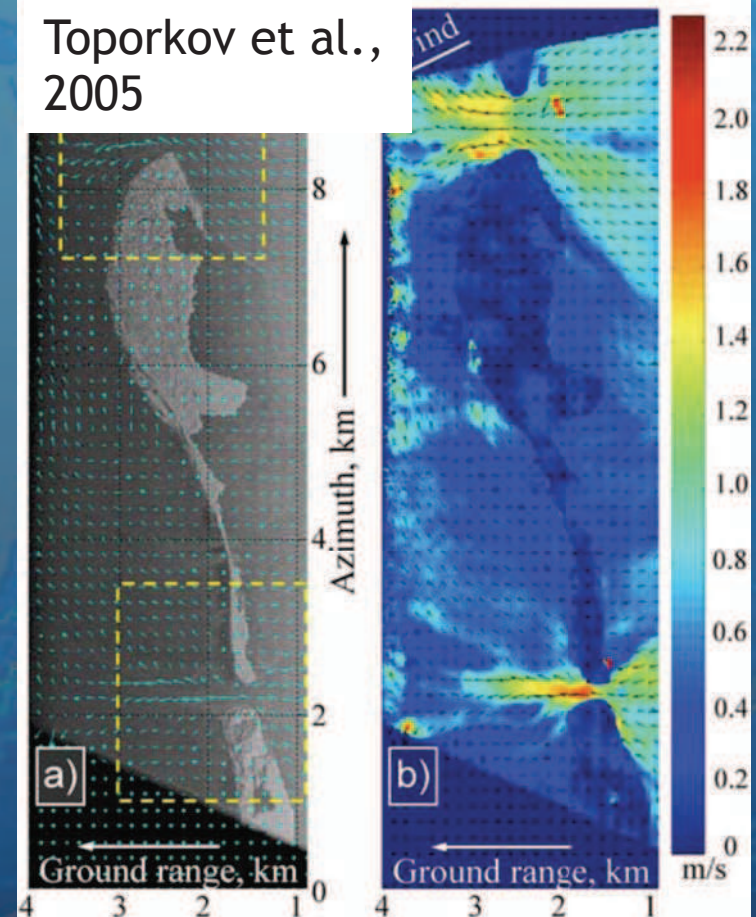 Toporkov et al.,
2005
ind
8
6
4
2
0
Azimuth, km
a)
Ground range, km
4 3 2 1
b)
Ground range, km
4 3 2 1
2.2
2.0
1.8
1.6
1.4
1.2
1.0
0.8
0.6
0.4
0.2
0
m/s